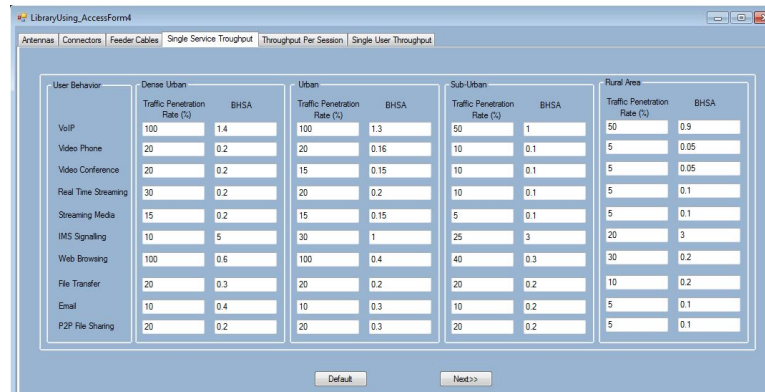 LibraryUsing_AccessForm4
Antennas Connectors Feeder Cables Single Service Troughput Throughput Per Session Single User Throughput
User Behavior Dense Urban Urban Sub-Urban Rural Area
Traffic Penetration Rate (%) BHSA Traffic Penetration Rate (%) BHSA Traffic Penetration Rate (%) BHSA Traffic Penetration Rate (%) BHSA
VoIP 100 1.4 100 1.3 50 1 50 0.9
Video Phone 20 0.2 20 0.16 10 0.1 5 0.05
Video Conference 20 0.2 15 0.15 10 0.1 5 0.05
Real Time Streaming 30 0.2 20 0.2 10 0.1 5 0.1
Streaming Media 15 0.2 15 0.15 5 0.1 5 0.1
IMS Signalling 10 5 30 1 25 3 20 3
Web Browsing 100 0.6 100 0.4 40 0.3 30 0.2
File Transfer 20 0.3 20 0.2 20 0.2 10 0.2
Email 10 0.4 10 0.3 10 0.2 5 0.1
P2P File Sharing 20 0.2 20 0.3 20 0.2 5 0.1
Default Next>>